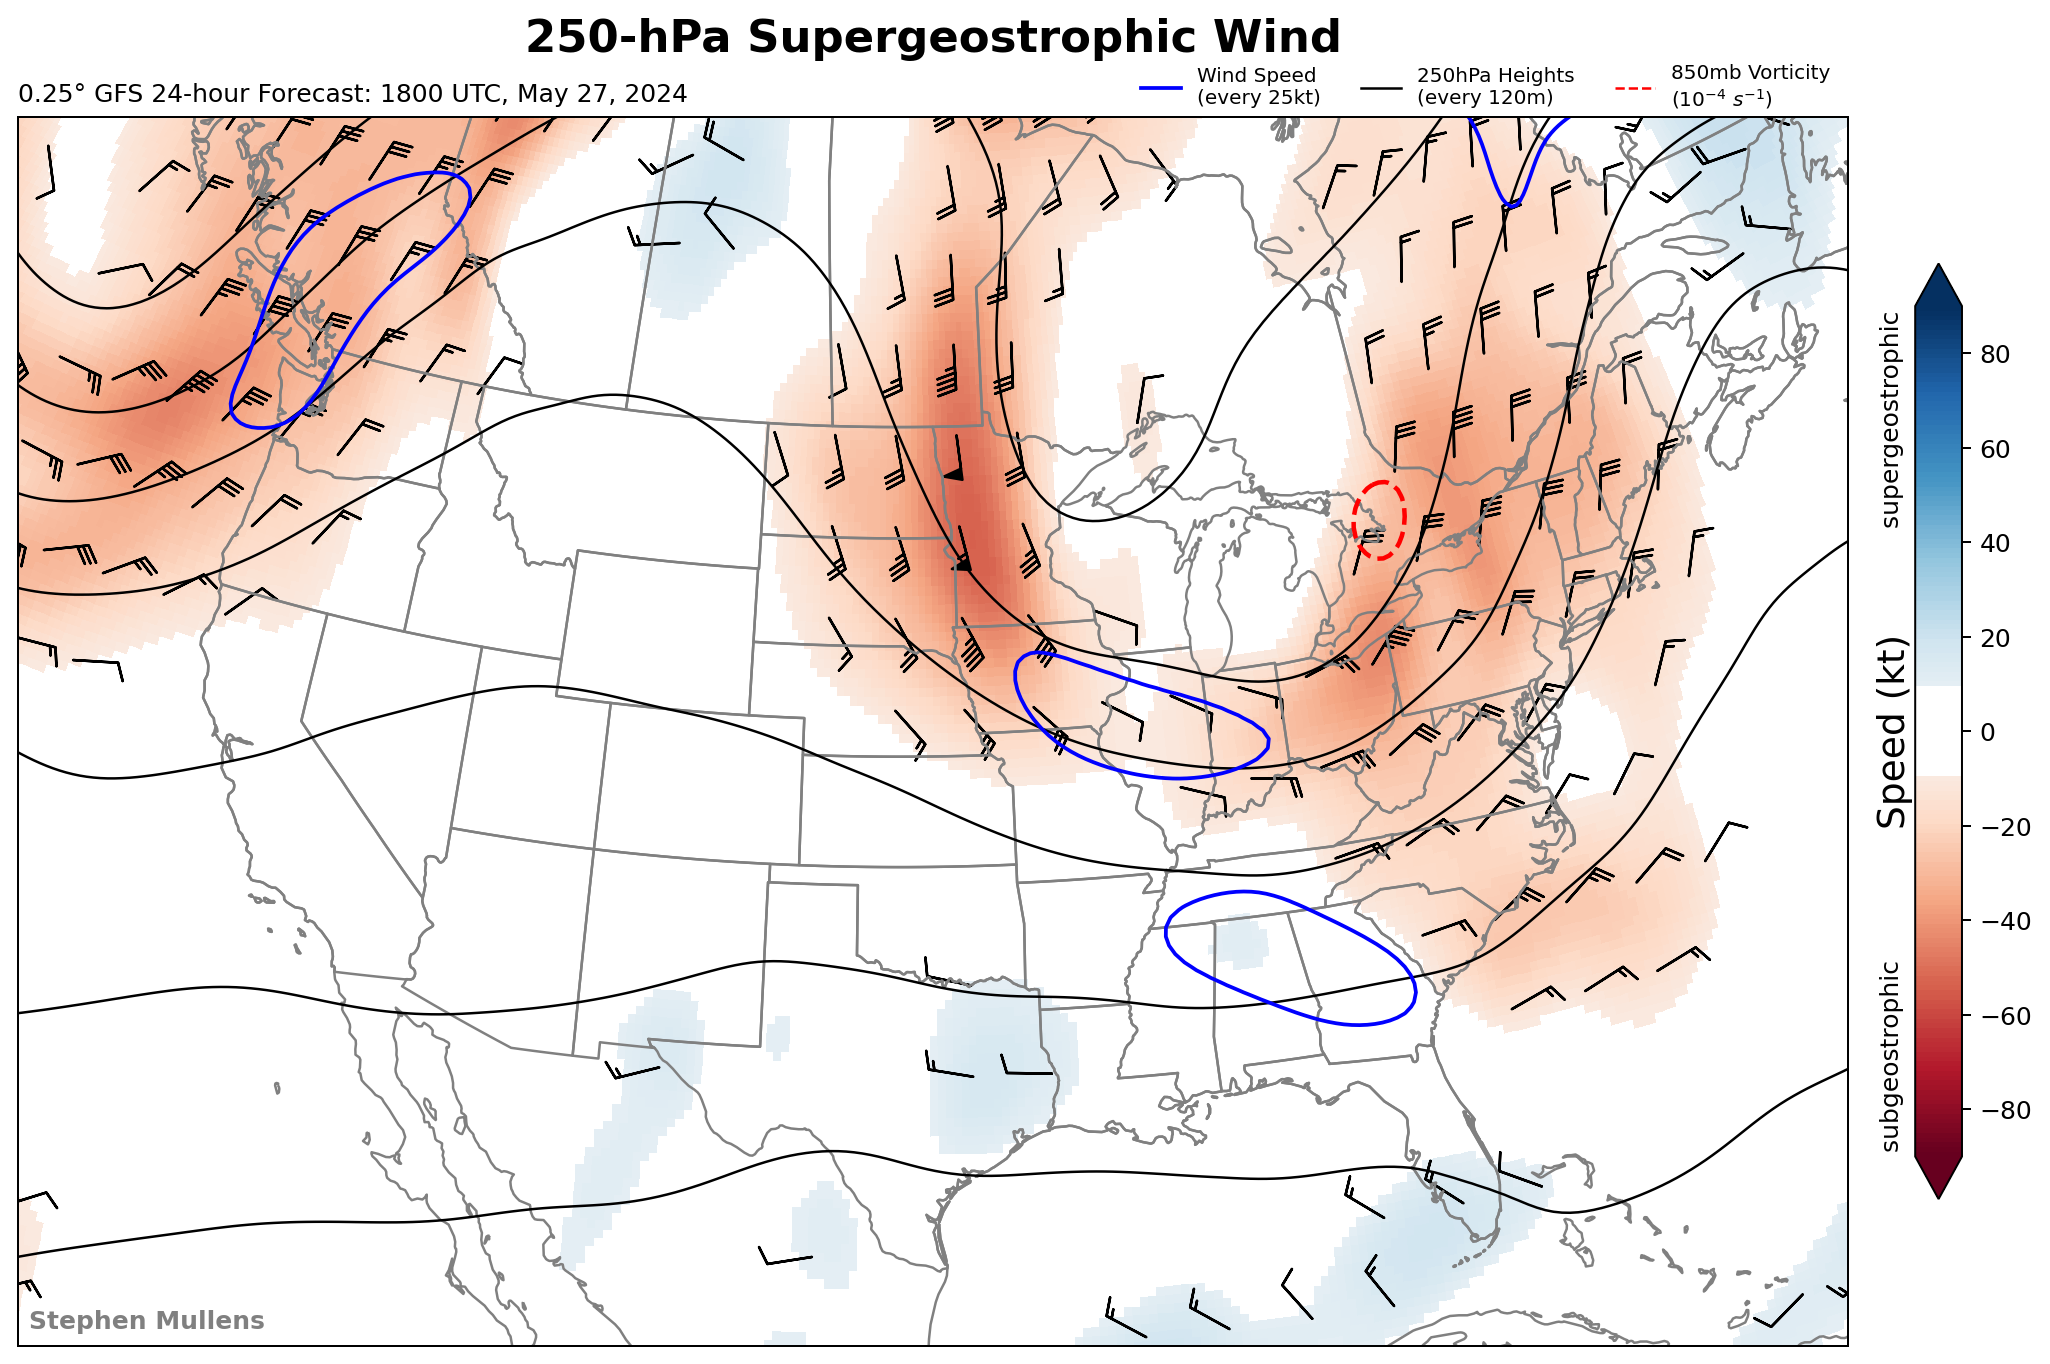 250-hPa Supergeostrophic Wind
0.25° GFS 24-hour Forecast: 1800 UTC, May 27, 2024
Wind Speed
(every 25kt)
250hPa Heights
(every 120m)
850mb Vorticity
(10⁻⁴ s⁻¹)
supergeostrophic
Speed (kt)
subgeostrophic
80
60
40
20
0
−20
−40
−60
−80
Stephen Mullens